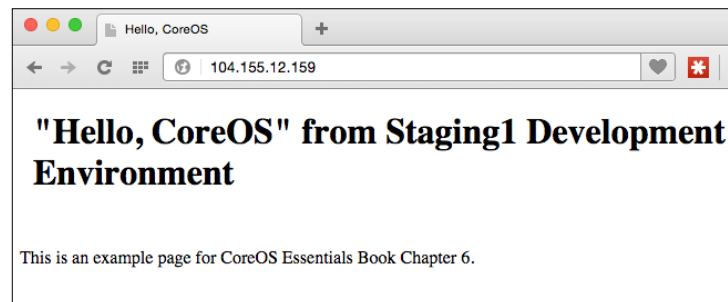 Hello, CoreOS
104.155.12.159
"Hello, CoreOS" from Staging1 Development
Environment
This is an example page for CoreOS Essentials Book Chapter 6.